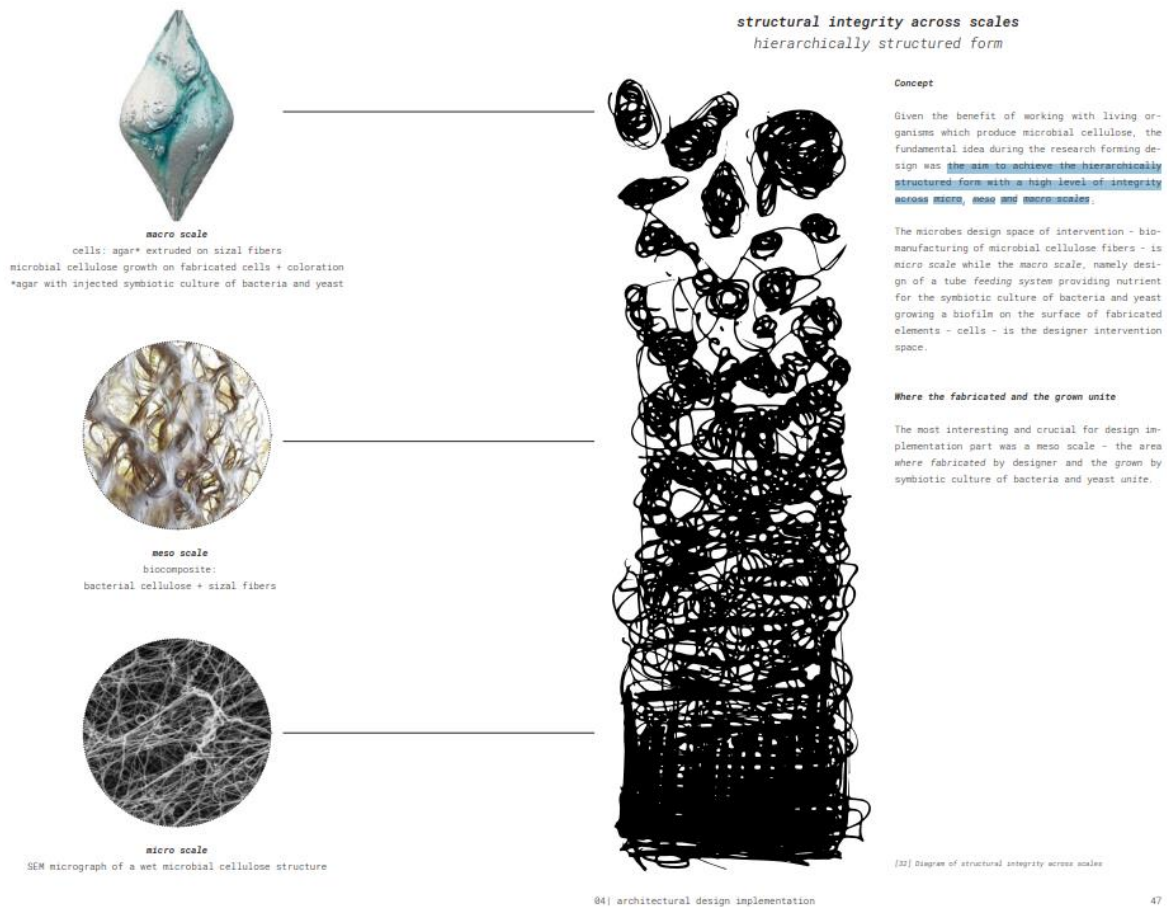 structural integrity across scales
hierarchically structured form
macro scale
cells: agar* extruded on sizal fibers
microbial cellulose growth on fabricated cells + coloration
*agar with injected symbiotic culture of bacteria and yeast
meso scale
biocomposite:
bacterial cellulose + sizal fibers
micro scale
SEM micrograph of a wet microbial cellulose structure
Concept
Given the benefit of working with living or-
ganisms which produce microbial cellulose, the
fundamental idea during the research forming de-
sign was the aim to achieve the hierarchically
structured form with a high level of integrity
across micro, meso and macro scales.
The microbes design space of intervention - bio-
manufacturing of microbial cellulose fibers - is
micro scale while the macro scale, namely desi-
gn of a tube feeding system providing nutrient
for the symbiotic culture of bacteria and yeast
growing a biofilm on the surface of fabricated
elements - cells - is the designer intervention
space.
Where the fabricated and the grown unite
The most interesting and crucial for design im-
plementation part was a meso scale - the area
where fabricated by designer and the grown by
symbiotic culture of bacteria and yeast unite.
[32] Diagram of structural integrity across scales
04| architectural design implementation
47